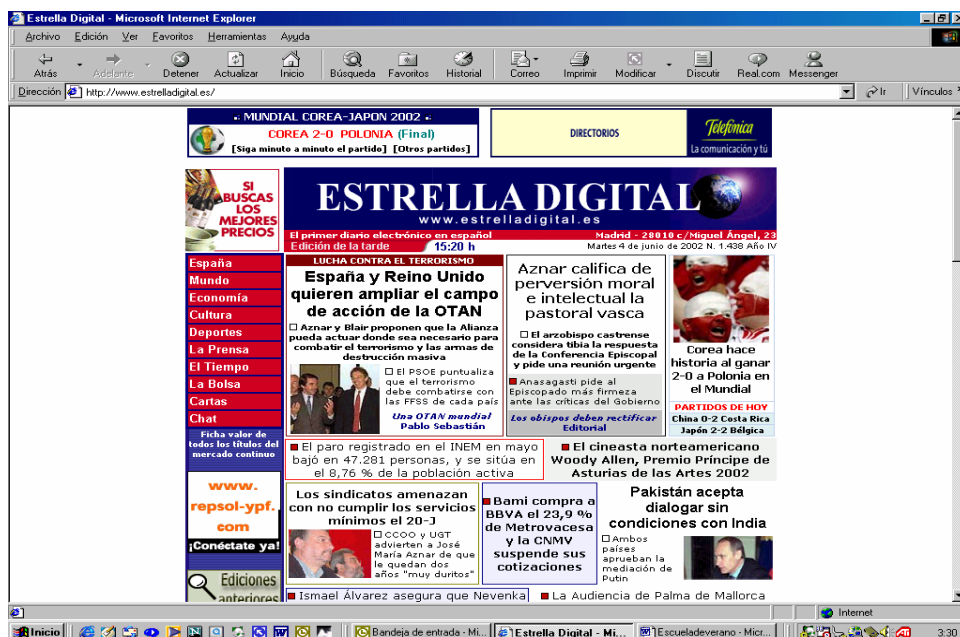 Estrella Digital - Microsoft Internet Explorer
Archivo Edición Ver Favoritos Herramientas Ayuda
Atrás Adelante Detener Actualizar Inicio Búsqueda Favoritos Historial Correo Imprimir Modificar Discutir Real.com Messenger
Dirección http://www.estrelladigital.es/ Ir Vínculos
MUNDIAL COREA-JAPON 2002
COREA 2-0 POLONIA (Final)
[Siga minuto a minuto el partido] [Otros partidos]
DIRECTORIOS
Telefónica
La comunicación y tú
SI
BUSCAS
LOS
MEJORES
PRECIOS
ESTRELLA DIGITAL
www.estrelladigital.es
El primer diario electrónico en español
Madrid - 28010 c/Miguel Ángel, 23
Edición de la tarde 15:20 h
Martes 4 de junio de 2002 N. 1.438 Año IV
España
Mundo
Economía
Cultura
Deportes
La Prensa
El Tiempo
La Bolsa
Cartas
Chat
Ficha valor de
todos los títulos del
mercado continuo
www.
repsol-ypf.
com
¡Conéctate ya!
Ediciones
anteriores
LUCHA CONTRA EL TERRORISMO
España y Reino Unido
quieren ampliar el campo
de acción de la OTAN
Aznar y Blair proponen que la Alianza
pueda actuar donde sea necesario para
combatir el terrorismo y las armas de
destrucción masiva
El PSOE puntualiza
que el terrorismo
debe combatirse con
las FFSS de cada país
Una OTAN mundial
Pablo Sebastián
Aznar califica de
perversión moral
e intelectual la
pastoral vasca
El arzobispo castrense
considera tibia la respuesta
de la Conferencia Episcopal
y pide una reunión urgente
Anasagasti pide al
Episcopado más firmeza
ante las críticas del Gobierno
Los obispos deben rectificar
Editorial
Corea hace
historia al ganar
2-0 a Polonia en
el Mundial
PARTIDOS DE HOY
China 0-2 Costa Rica
Japón 2-2 Bélgica
El paro registrado en el INEM en mayo
bajó en 47.281 personas, y se sitúa en
el 8,76 % de la población activa
El cineasta norteamericano
Woody Allen, Premio Príncipe de
Asturias de las Artes 2002
Los sindicatos amenazan
con no cumplir los servicios
mínimos el 20-J
CCOO y UGT
advierten a José
María Aznar de que
le quedan dos
años "muy duritos"
Bami compra a
BBVA el 23,9 %
de Metrovacesa
y la CNMV
suspende sus
cotizaciones
Pakistán acepta
dialogar sin
condiciones con India
Ambos
países
aprueban la
mediación de
Putin
Ismael Álvarez asegura que Nevenka
La Audiencia de Palma de Mallorca
Internet
Inicio Bandeja de entrada - Mi... Estrella Digital - Mi... Escueladeverano - Micr... 3:30